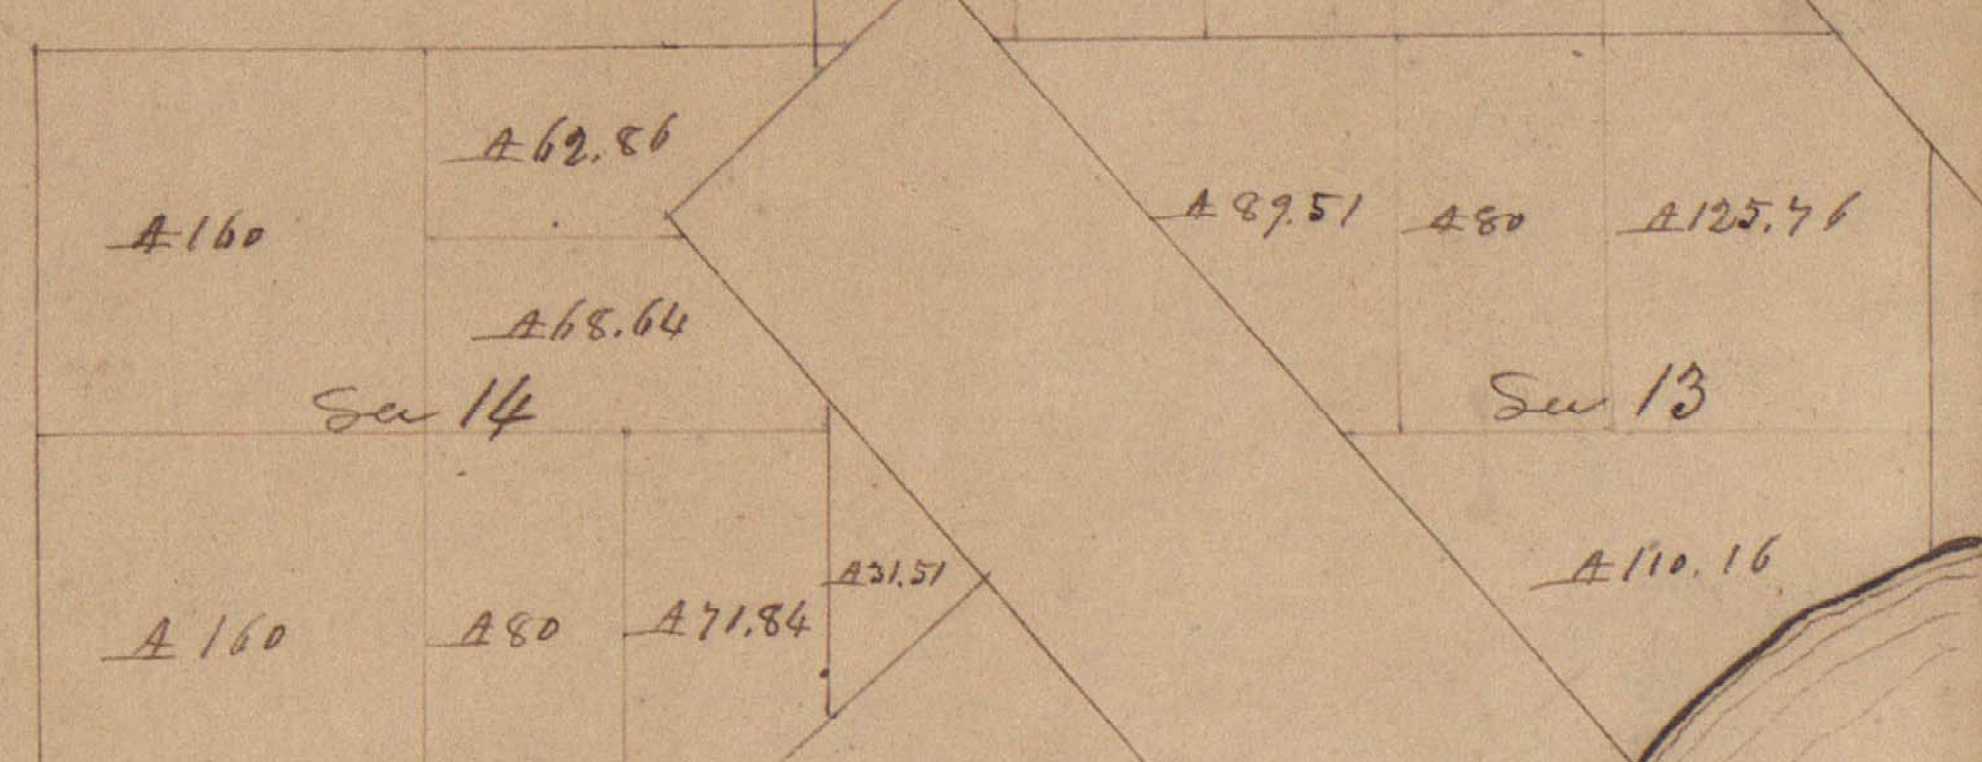 A 160
A 62.86
A 68.64
Sec 14
A 160
A 80
A 71.84
A 31.51
A 89.51
A 80
A 125.76
Sec 13
A 110.16